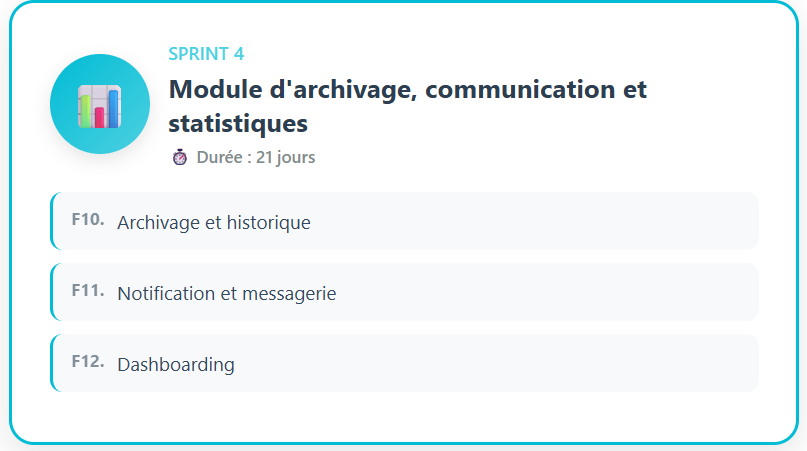 SPRINT 4
Module d'archivage, communication et
statistiques
Durée : 21 jours
F10. Archivage et historique
F11. Notification et messagerie
F12. Dashboarding